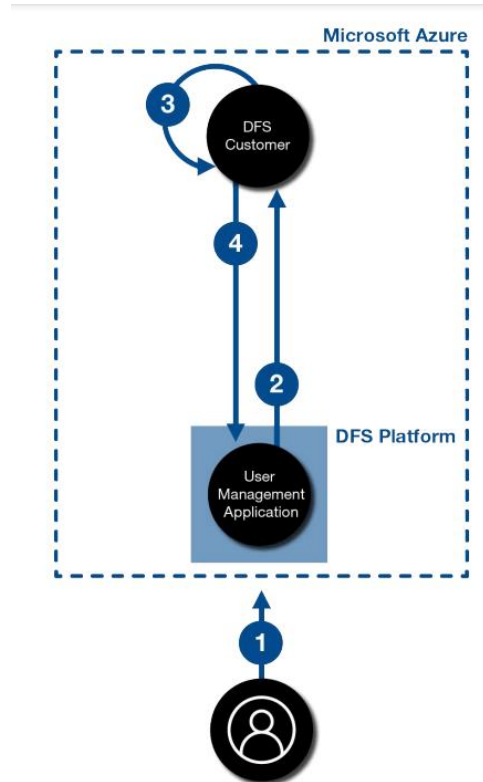 Microsoft Azure
3
DFS
Customer
4
2
DFS Platform
User
Management
Application
1